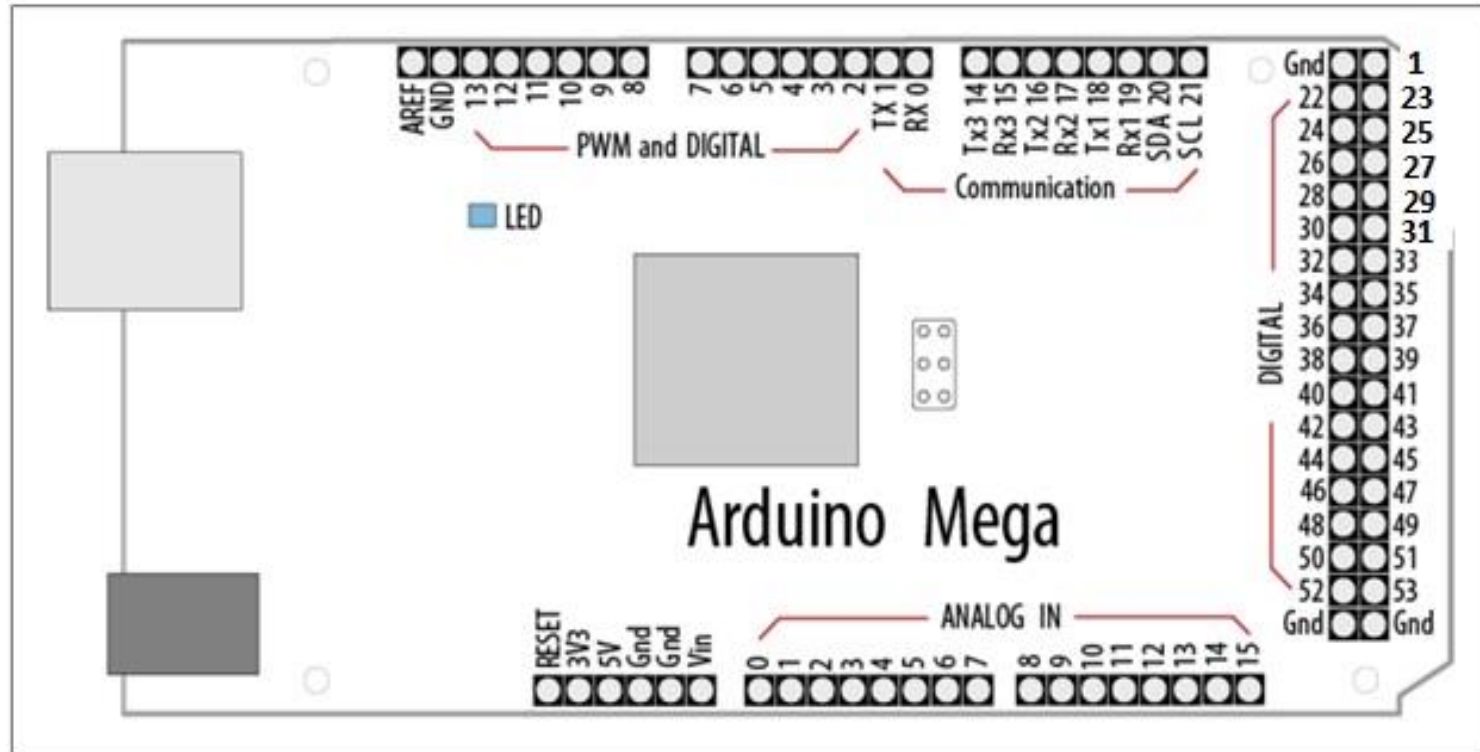 AREF GND 13 12 11 10 9 8 7 6 5 4 3 2 TX 1 RX 0 Tx3 14 Rx3 15 Tx2 16 Rx2 17 Tx1 18 Rx1 19 SDA 20 SCL 21
PWM and DIGITAL
Communication
LED
Gnd 1
22 23
24 25
26 27
28 29
30 31
32 33
34 35
36 37
38 39
40 41
42 43
44 45
46 47
48 49
50 51
52 53
Gnd Gnd
DIGITAL
Arduino Mega
ANALOG IN
RESET 3V3 5V Gnd Gnd Vin 0 1 2 3 4 5 6 7 8 9 10 11 12 13 14 15